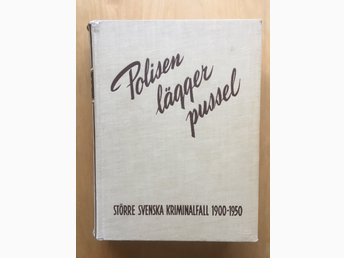 Polisen
lägger
pussel
STÖRRE SVENSKA KRIMINALFALL 1900-1950